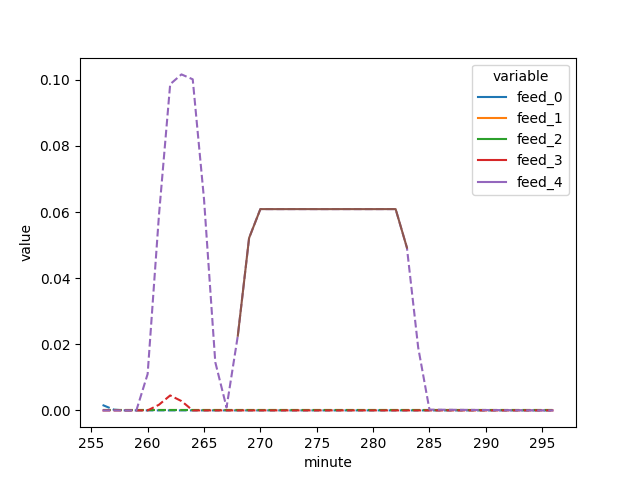 variable
feed_0
feed_1
feed_2
feed_3
feed_4
value
0.10
0.08
0.06
0.04
0.02
0.00
255 260 265 270 275 280 285 290 295
minute